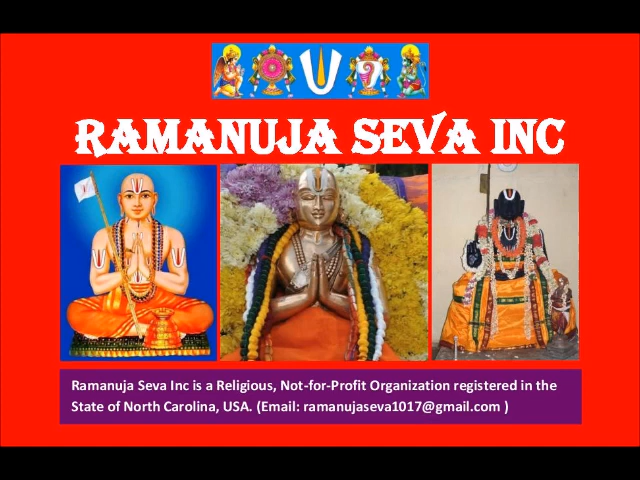 RAMANUJA SEVA INC
Ramanuja Seva Inc is a Religious, Not-for-Profit Organization registered in the
State of North Carolina, USA. (Email: ramanujaseva1017@gmail.com )